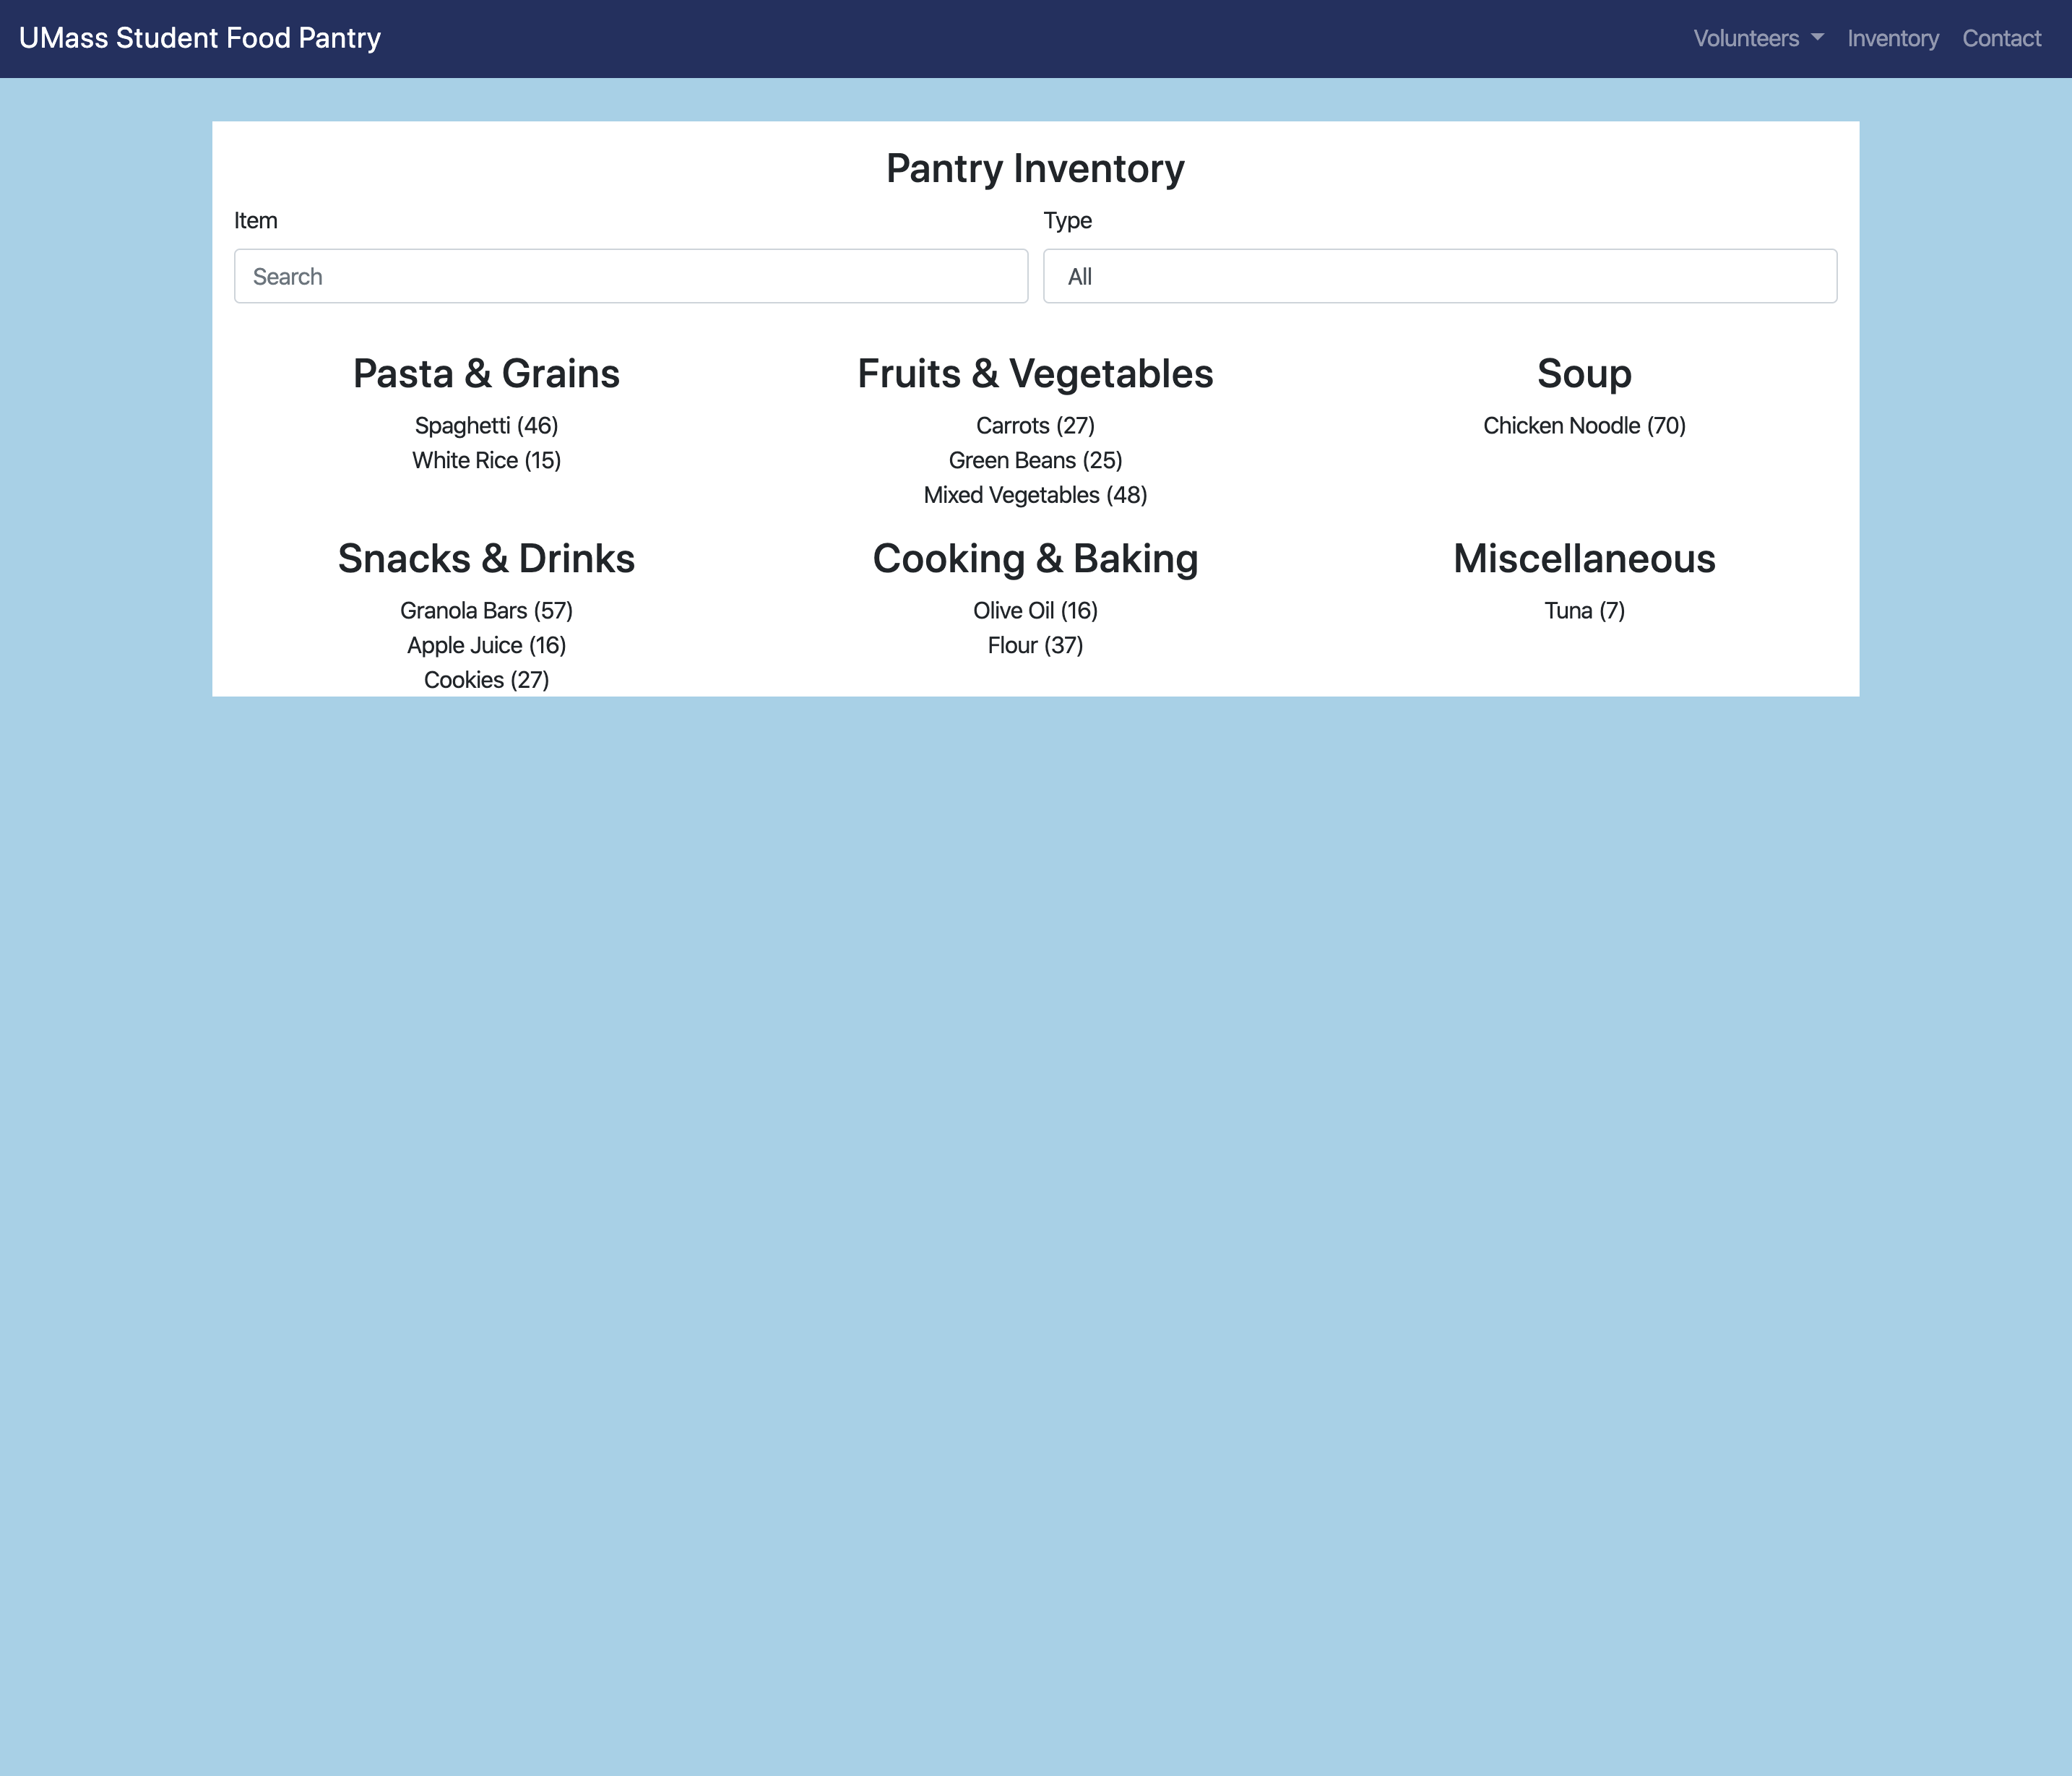 UMass Student Food Pantry
Volunteers
Inventory
Contact
Pantry Inventory
Item
Type
Search
All
Pasta & Grains
Spaghetti (46)
White Rice (15)
Fruits & Vegetables
Carrots (27)
Green Beans (25)
Mixed Vegetables (48)
Soup
Chicken Noodle (70)
Snacks & Drinks
Granola Bars (57)
Apple Juice (16)
Cookies (27)
Cooking & Baking
Olive Oil (16)
Flour (37)
Miscellaneous
Tuna (7)